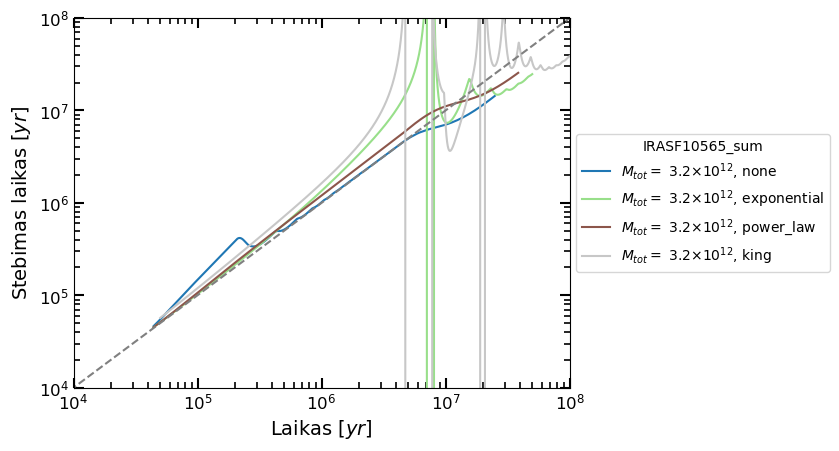 10^8
10^7
10^6
10^5
10^4
Stebimas laikas [yr]
10^4 10^5 10^6 10^7 10^8
Laikas [yr]
IRASF10565_sum
M_tot = 3.2×10^12, none
M_tot = 3.2×10^12, exponential
M_tot = 3.2×10^12, power_law
M_tot = 3.2×10^12, king